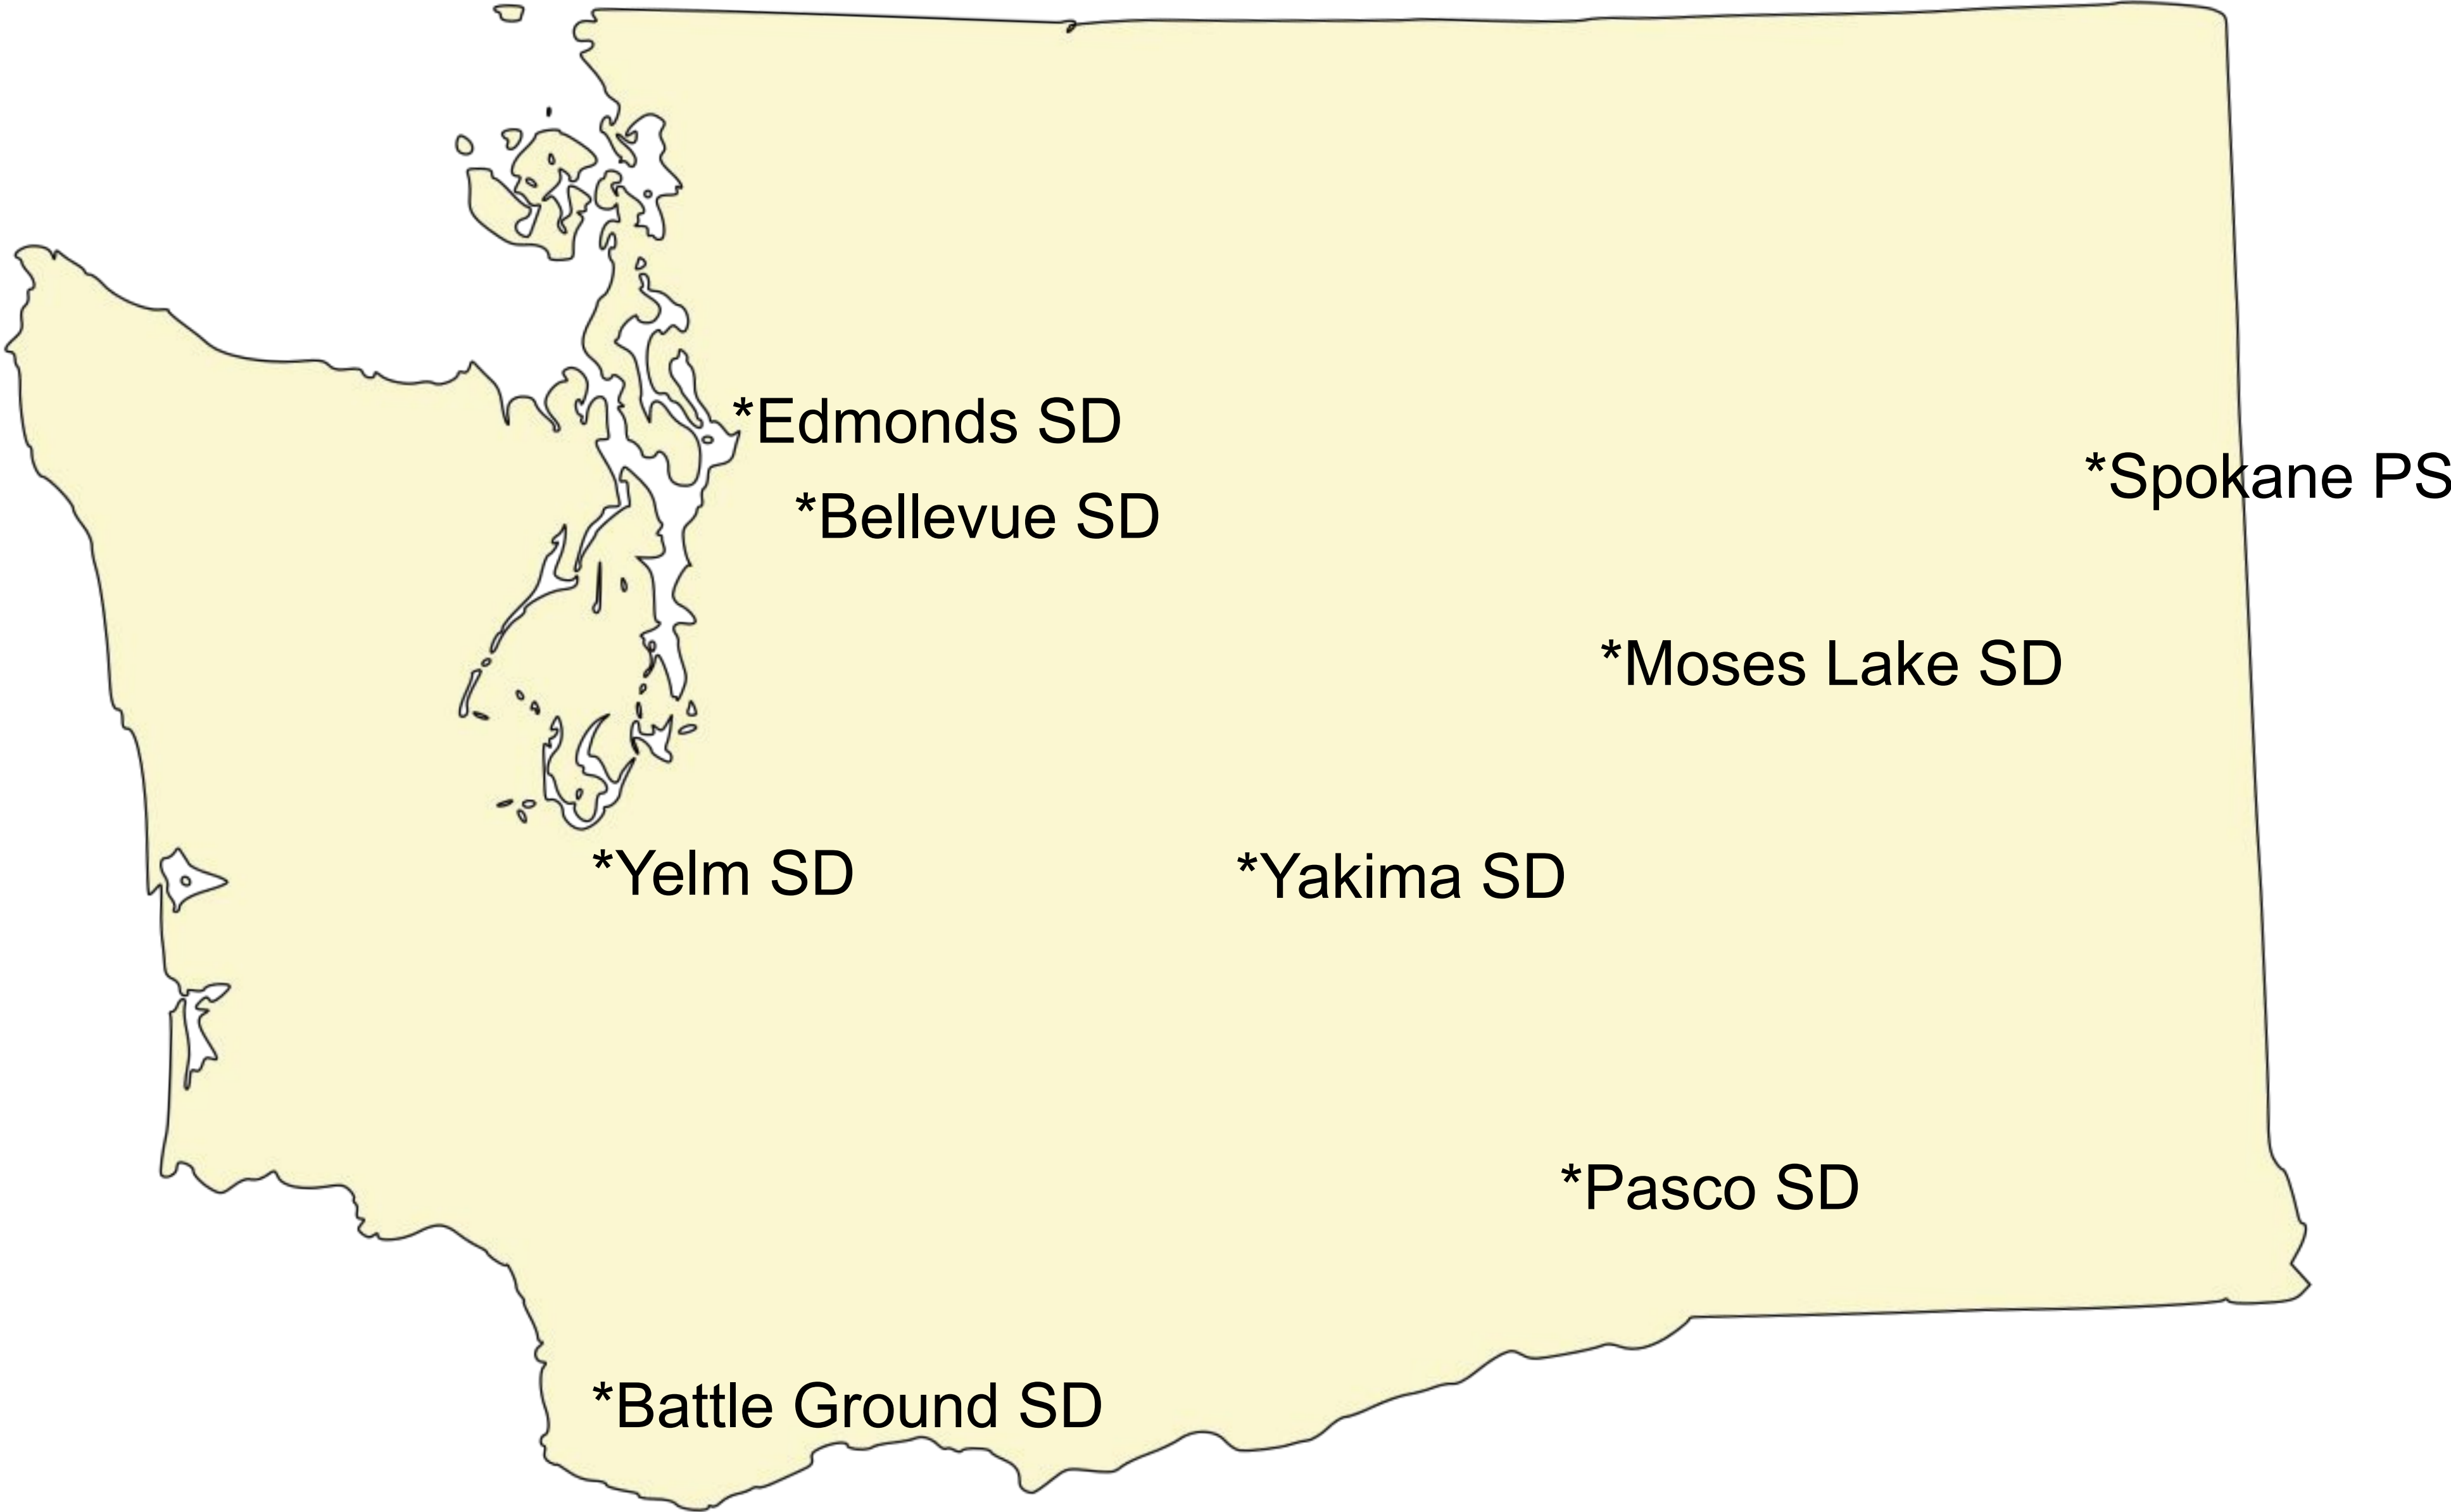 *Edmonds SD
*Spokane PS
*Bellevue SD
*Moses Lake SD
*Yelm SD
*Yakima SD
*Pasco SD
*Battle Ground SD